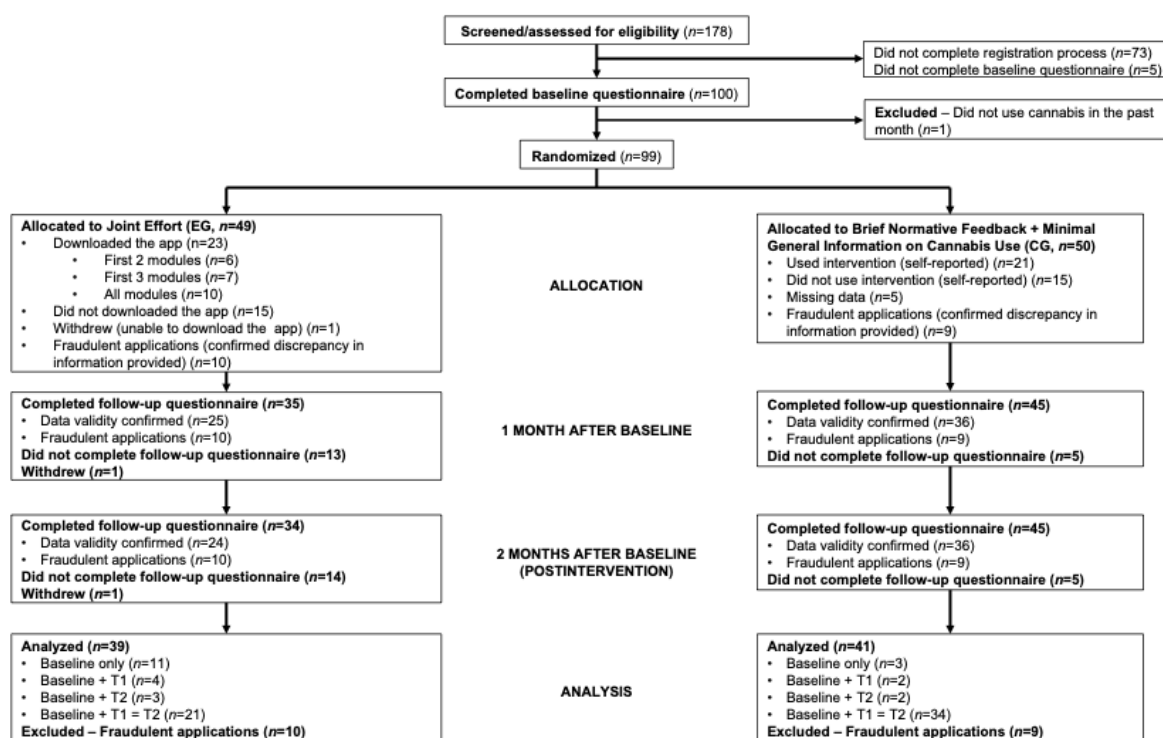 Screened/assessed for eligibility (n=178)
Did not complete registration process (n=73)
Did not complete baseline questionnaire (n=5)
Completed baseline questionnaire (n=100)
Excluded – Did not use cannabis in the past
month (n=1)
Randomized (n=99)
Allocated to Joint Effort (EG, n=49)
• Downloaded the app (n=23)
• First 2 modules (n=6)
• First 3 modules (n=7)
• All modules (n=10)
• Did not downloaded the app (n=15)
• Withdrew (unable to download the app) (n=1)
• Fraudulent applications (confirmed discrepancy in
information provided) (n=10)
ALLOCATION
Allocated to Brief Normative Feedback + Minimal
General Information on Cannabis Use (CG, n=50)
• Used intervention (self-reported) (n=21)
• Did not use intervention (self-reported) (n=15)
• Missing data (n=5)
• Fraudulent applications (confirmed discrepancy in
information provided) (n=9)
Completed follow-up questionnaire (n=35)
• Data validity confirmed (n=25)
• Fraudulent applications (n=10)
Did not complete follow-up questionnaire (n=13)
Withdrew (n=1)
1 MONTH AFTER BASELINE
Completed follow-up questionnaire (n=45)
• Data validity confirmed (n=36)
• Fraudulent applications (n=9)
Did not complete follow-up questionnaire (n=5)
Completed follow-up questionnaire (n=34)
• Data validity confirmed (n=24)
• Fraudulent applications (n=10)
Did not complete follow-up questionnaire (n=14)
Withdrew (n=1)
2 MONTHS AFTER BASELINE
(POSTINTERVENTION)
Completed follow-up questionnaire (n=45)
• Data validity confirmed (n=36)
• Fraudulent applications (n=9)
Did not complete follow-up questionnaire (n=5)
Analyzed (n=39)
• Baseline only (n=11)
• Baseline + T1 (n=4)
• Baseline + T2 (n=3)
• Baseline + T1 = T2 (n=21)
Excluded – Fraudulent applications (n=10)
ANALYSIS
Analyzed (n=41)
• Baseline only (n=3)
• Baseline + T1 (n=2)
• Baseline + T2 (n=2)
• Baseline + T1 = T2 (n=34)
Excluded – Fraudulent applications (n=9)